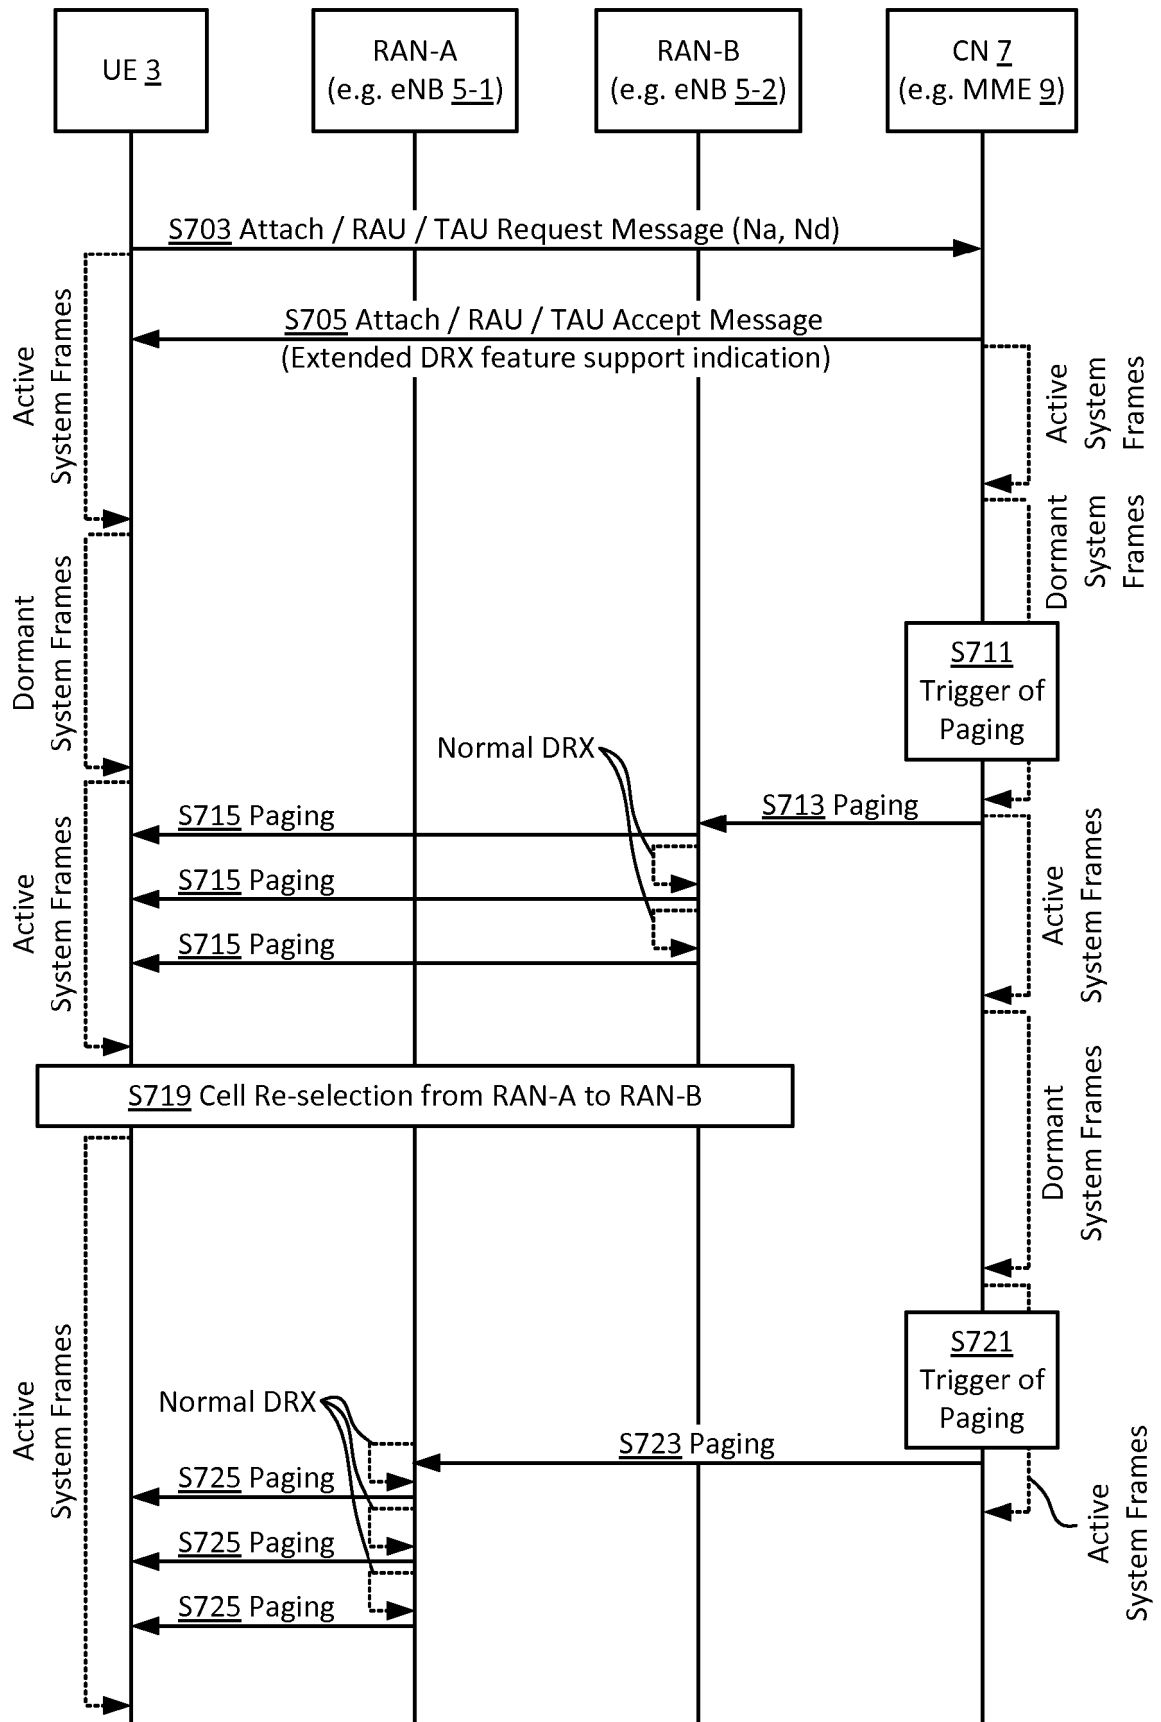 UE 3
RAN-A
(e.g. eNB 5-1)
RAN-B
(e.g. eNB 5-2)
CN 7
(e.g. MME 9)
S703 Attach / RAU / TAU Request Message (Na, Nd)
S705 Attach / RAU / TAU Accept Message
(Extended DRX feature support indication)
Active
System Frames
Active
System
Frames
Dormant
System
Frames
Dormant
System Frames
S711
Trigger of
Paging
Normal DRX
S713 Paging
S715 Paging
S715 Paging
S715 Paging
Active
System Frames
Active
System Frames
S719 Cell Re-selection from RAN-A to RAN-B
Dormant
System Frames
S721
Trigger of
Paging
Normal DRX
S723 Paging
S725 Paging
S725 Paging
S725 Paging
Active
System Frames
Active
System Frames